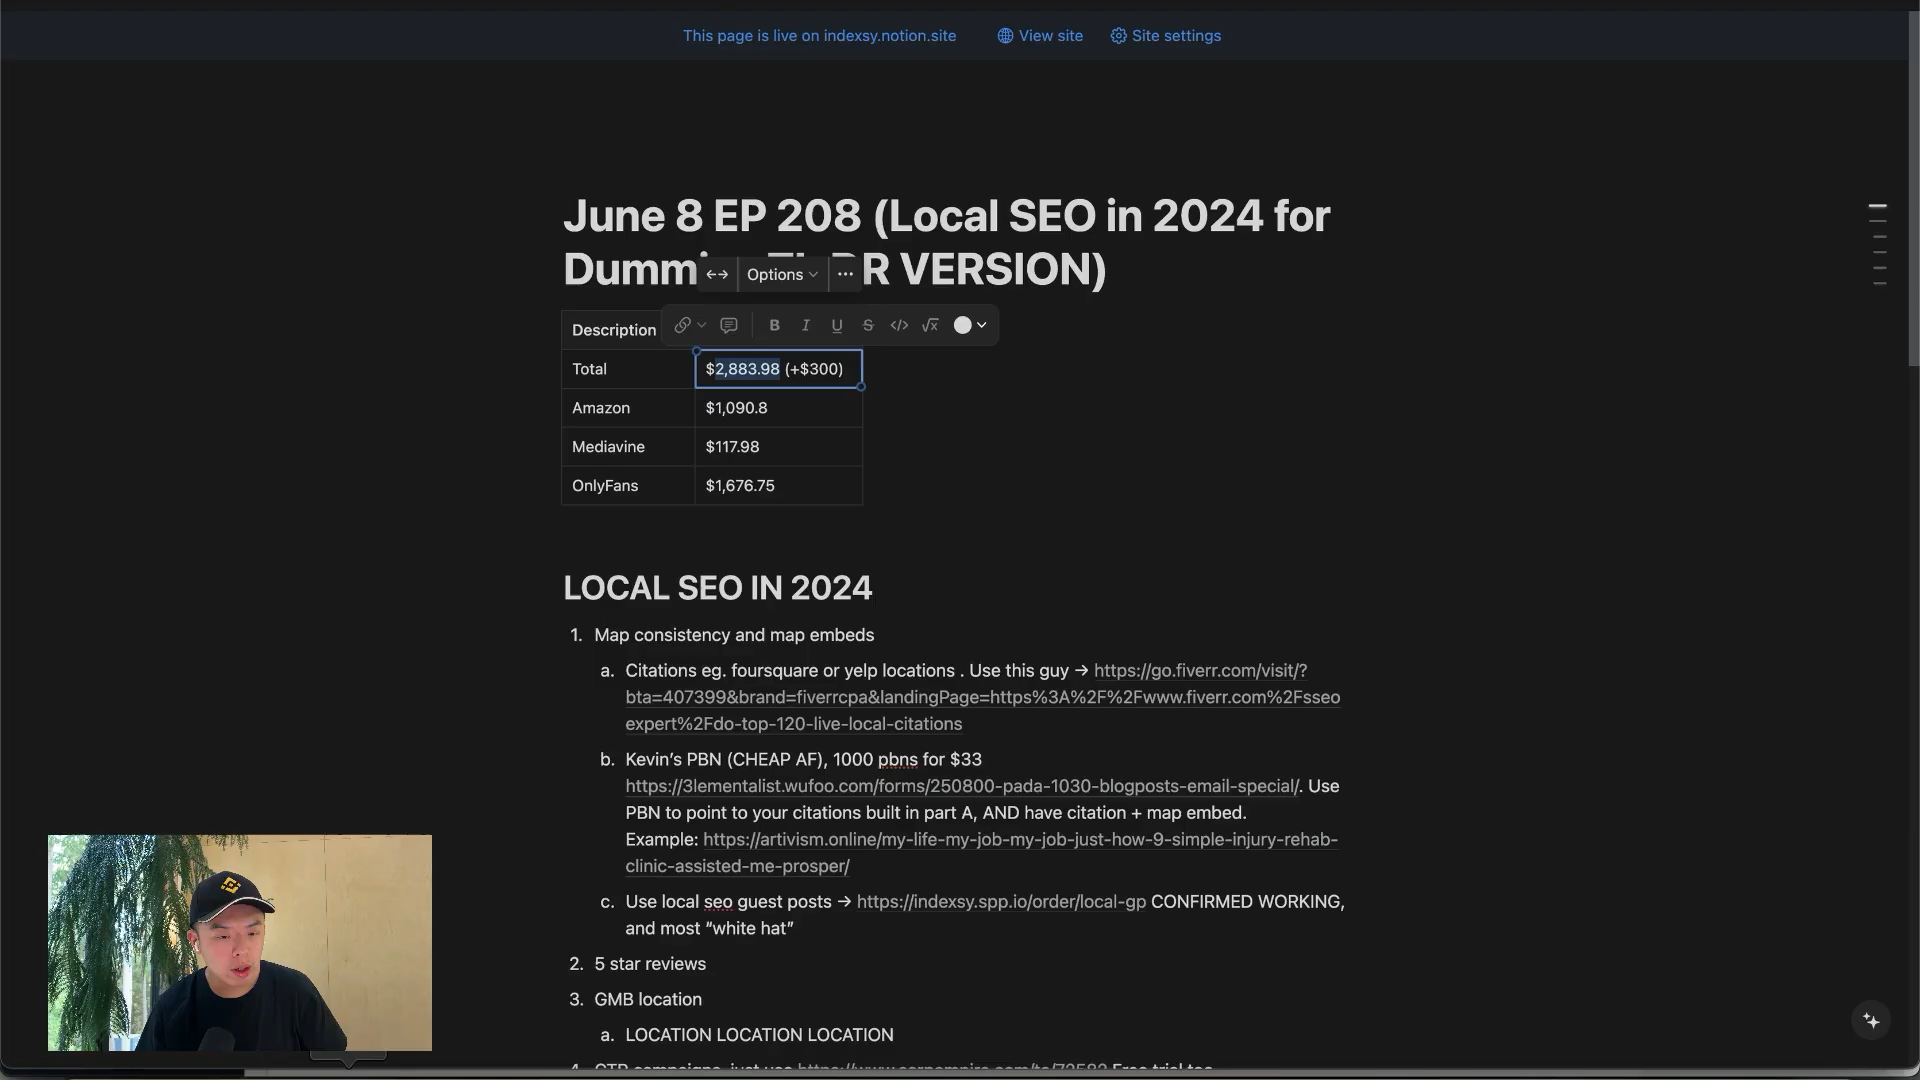 This page is live on indexsy.notion.site View site Site settings
June 8 EP 208 (Local SEO in 2024 for
Dummi R VERSION)
Options
Description
B I U S </> √x
Total $2,883.98 (+$300)
Amazon $1,090.8
Mediavine $117.98
OnlyFans $1,676.75
LOCAL SEO IN 2024
1. Map consistency and map embeds
a. Citations eg. foursquare or yelp locations . Use this guy → https://go.fiverr.com/visit/?
bta=407399&brand=fiverrcpa&landingPage=https%3A%2F%2Fwww.fiverr.com%2Fsseo
expert%2Fdo-top-120-live-local-citations
b. Kevin’s PBN (CHEAP AF), 1000 pbns for $33
https://3lementalist.wufoo.com/forms/250800-pada-1030-blogposts-email-special/. Use
PBN to point to your citations built in part A, AND have citation + map embed.
Example: https://artivism.online/my-life-my-job-my-job-just-how-9-simple-injury-rehab-
clinic-assisted-me-prosper/
c. Use local seo guest posts → https://indexsy.spp.io/order/local-gp CONFIRMED WORKING,
and most “white hat”
2. 5 star reviews
3. GMB location
a. LOCATION LOCATION LOCATION